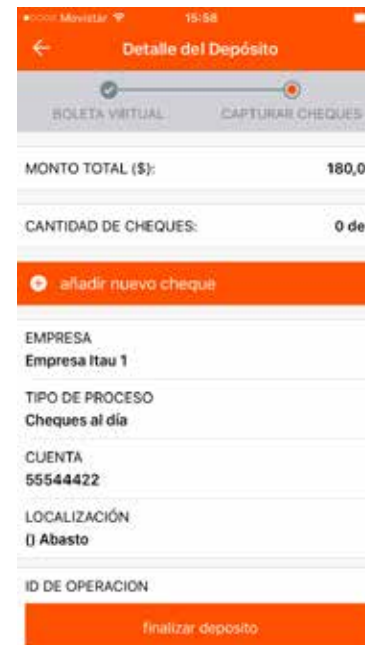 Movistar 15:58
Detalle del Depósito
BOLETA VIRTUAL CAPTURAR CHEQUES
MONTO TOTAL ($): 180,0
CANTIDAD DE CHEQUES: 0 de
añadir nuevo cheque
EMPRESA
Empresa Itau 1
TIPO DE PROCESO
Cheques al día
CUENTA
55544422
LOCALIZACIÓN
() Abasto
ID DE OPERACION
finalizar deposito